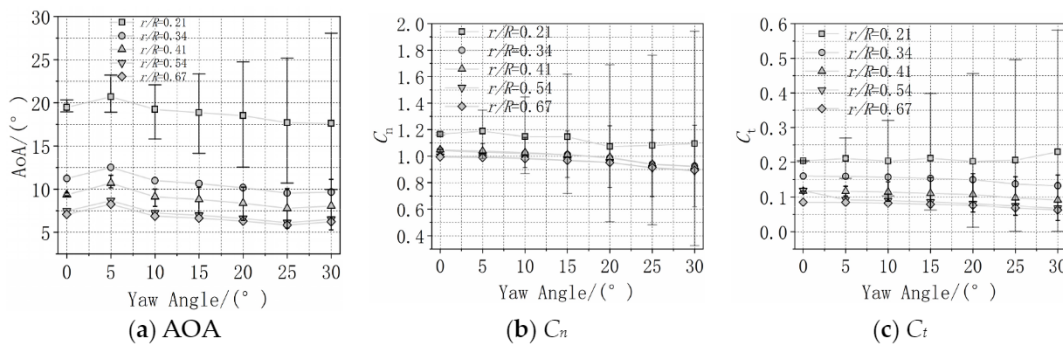 30
25
20
15
10
5
AoA/(°)
r/R=0.21
r/R=0.34
r/R=0.41
r/R=0.54
r/R=0.67
0 5 10 15 20 25 30
Yaw Angle/(°)
(a) AOA
2.0
1.8
1.6
1.4
1.2
1.0
0.8
0.6
0.4
Cn
r/R=0.21
r/R=0.34
r/R=0.41
r/R=0.54
r/R=0.67
0 5 10 15 20 25 30
Yaw Angle/(°)
(b) Cn
0.6
0.5
0.4
0.3
0.2
0.1
0.0
Ct
r/R=0.21
r/R=0.34
r/R=0.41
r/R=0.54
r/R=0.67
0 5 10 15 20 25 30
Yaw Angle/(°)
(c) Ct